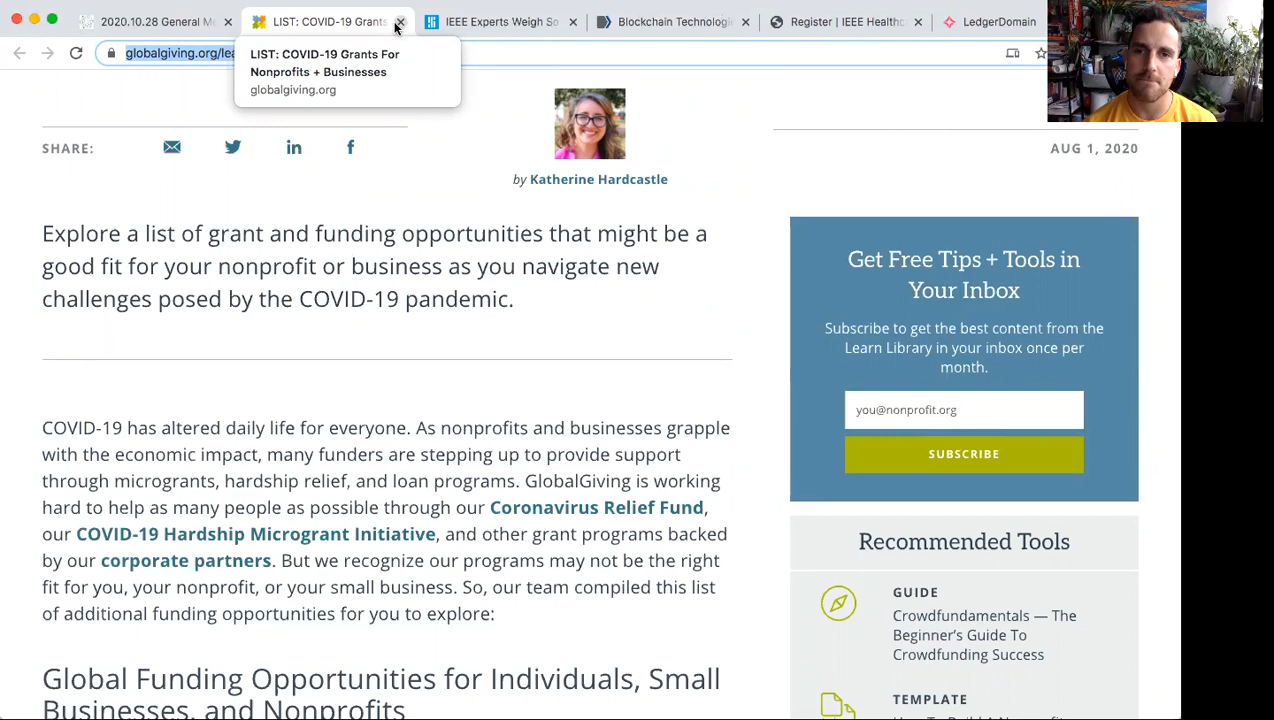 2020.10.28 General Me
LIST: COVID-19 Grants
IEEE Experts Weigh So
Blockchain Technologie
Register | IEEE Healthc
LedgerDomain
globalgiving.org/lea
LIST: COVID-19 Grants For
Nonprofits + Businesses
globalgiving.org
SHARE:
AUG 1, 2020
by Katherine Hardcastle
Explore a list of grant and funding opportunities that might be a
good fit for your nonprofit or business as you navigate new
challenges posed by the COVID-19 pandemic.
COVID-19 has altered daily life for everyone. As nonprofits and businesses grapple
with the economic impact, many funders are stepping up to provide support
through microgrants, hardship relief, and loan programs. GlobalGiving is working
hard to help as many people as possible through our Coronavirus Relief Fund,
our COVID-19 Hardship Microgrant Initiative, and other grant programs backed
by our corporate partners. But we recognize our programs may not be the right
fit for you, your nonprofit, or your small business. So, our team compiled this list
of additional funding opportunities for you to explore:
Global Funding Opportunities for Individuals, Small
Businesses, and Nonprofits
Get Free Tips + Tools in
Your Inbox
Subscribe to get the best content from the
Learn Library in your inbox once per
month.
you@nonprofit.org
SUBSCRIBE
Recommended Tools
GUIDE
Crowdfundamentals — The
Beginner's Guide To
Crowdfunding Success
TEMPLATE